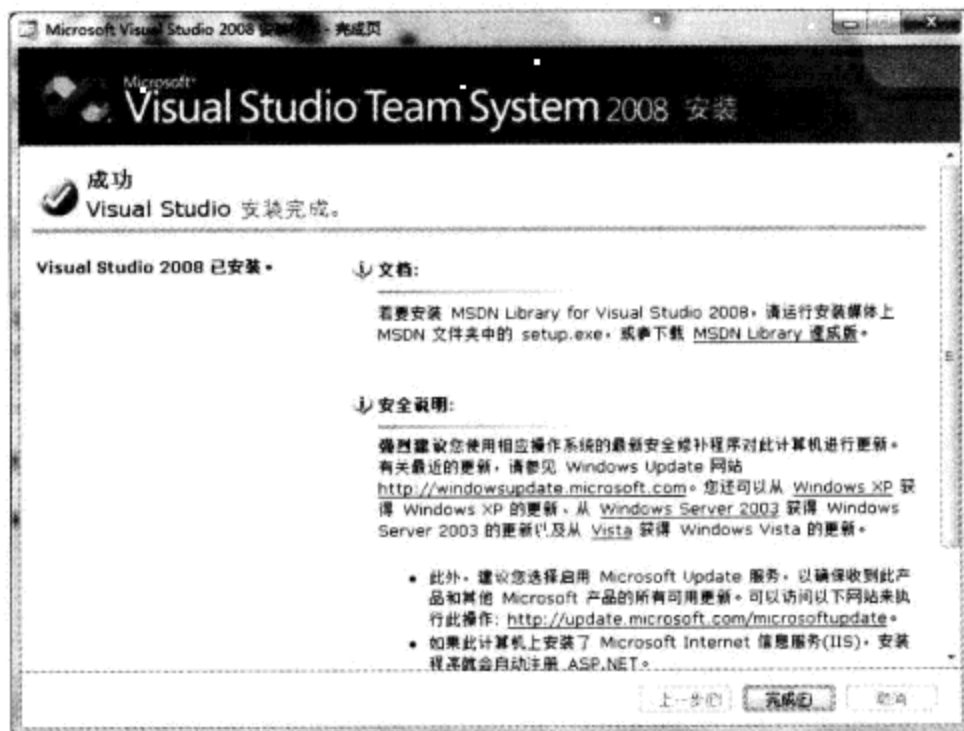 Microsoft Visual Studio 2008 安装 - 完成页
Microsoft
Visual Studio Team System 2008 安装
成功
Visual Studio 安装完成。
Visual Studio 2008 已安装。
文档:
若要安装 MSDN Library for Visual Studio 2008，请运行安装媒体上
MSDN 文件夹中的 setup.exe，或者下载 MSDN Library 速成版。
安全说明:
强烈建议您使用相应操作系统的最新安全修补程序对此计算机进行更新。
有关最近的更新，请参见 Windows Update 网站
http://windowsupdate.microsoft.com。您还可以从 Windows XP 获
得 Windows XP 的更新、从 Windows Server 2003 获得 Windows
Server 2003 的更新以及从 Vista 获得 Windows Vista 的更新。
• 此外，建议您选择启用 Microsoft Update 服务，以确保收到此产
品和其他 Microsoft 产品的所有可用更新。可以访问以下网站来执
行此操作: http://update.microsoft.com/microsoftupdate。
• 如果此计算机上安装了 Microsoft Internet 信息服务(IIS)，安装
程序就会自动注册 ASP.NET。
上一步(P) 完成(F) 取消